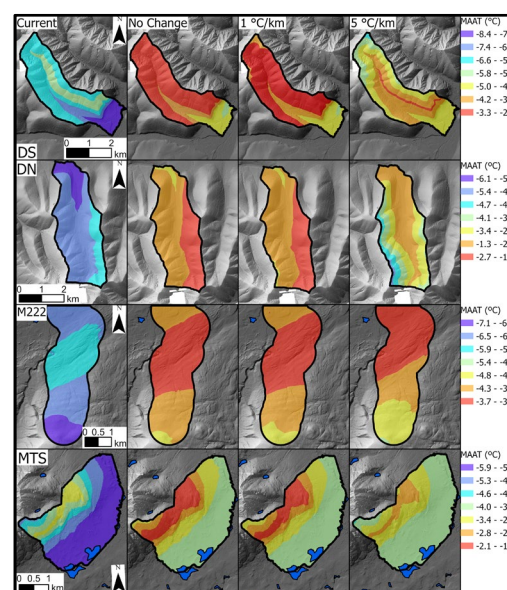 Current
No Change
1 °C/km
5 °C/km
MAAT (°C)
-8.4 - -7
-7.4 - -6
-6.6 - -5
-5.8 - -5
-5.0 - -4
-4.2 - -3
-3.3 - -2
N
0 1 2
km
DS
DN
N
MAAT (°C)
-6.1 - -5
-5.4 - -4
-4.7 - -4
-4.1 - -3
-3.4 - -2
-1.3 - -2
-2.7 - -1
0 1 2
km
M222
N
MAAT (°C)
-7.1 - -6
-6.5 - -6
-5.9 - -5
-5.4 - -4
-4.8 - -4
-4.3 - -3
-3.7 - -3
0 0.5 1
km
MTS
MAAT (°C)
-5.9 - -5
-5.3 - -4
-4.6 - -4
-4.0 - -3
-3.4 - -2
-2.8 - -2
-2.1 - -1
0 0.5 1
km
N